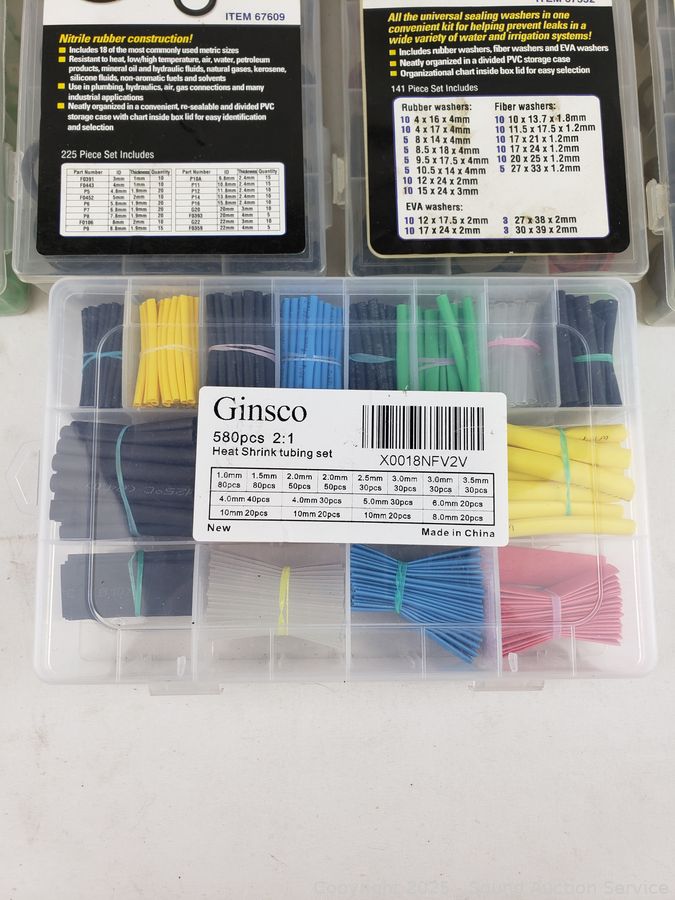 ITEM 67609
Nitrile rubber construction!
Includes 18 of the most commonly used metric sizes
Resistant to heat, low/high temperature, air, water, petroleum
products, mineral oil and hydraulic fluids, natural gases, kerosene,
silicone fluids, non-aromatic fuels and solvents
Use in plumbing, hydraulics, air, gas connections and many
industrial applications
Neatly organized in a convenient, re-sealable and divided PVC
storage case with chart inside box lid for easy identification
and selection
225 Piece Set Includes
Part Number ID Thickness Quantity Part Number ID Thickness Quantity
All the universal sealing washers in one
convenient kit for helping prevent leaks in a
wide variety of water and irrigation systems!
Includes rubber washers, fiber washers and EVA washers
Neatly organized in a divided PVC storage case
Organizational chart inside box lid for easy selection
141 Piece Set Includes
Rubber washers: Fiber washers:
10 4 x 16 x 4mm 10 10 x 13.7 x 1.8mm
10 4 x 17 x 4mm 10 11.5 x 17.5 x 1.2mm
5 8 x 14 x 4mm 10 17 x 21 x 1.2mm
5 8.5 x 18 x 4mm 10 17 x 24 x 1.2mm
5 9.5 x 17.5 x 4mm 10 20 x 25 x 1.2mm
5 10.5 x 14 x 4mm 5 27 x 33 x 1.2mm
10 12 x 24 x 2mm
10 15 x 24 x 3mm
EVA washers:
10 12 x 17.5 x 2mm 3 27 x 38 x 2mm
10 17 x 24 x 2mm 3 30 x 39 x 2mm
Ginsco
580pcs 2:1
Heat Shrink tubing set
X0018NFV2V
1.0mm 1.5mm 2.0mm 2.0mm 2.5mm 3.0mm 3.0mm 3.5mm
80pcs 80pcs 50pcs 50pcs 30pcs 30pcs 30pcs 30pcs
4.0mm 40pcs 4.0mm 30pcs 5.0mm 30pcs 6.0mm 20pcs
10mm 20pcs 10mm 20pcs 10mm 20pcs 8.0mm 20pcs
New Made in China
Copyright 2025 - Sound Auction Service